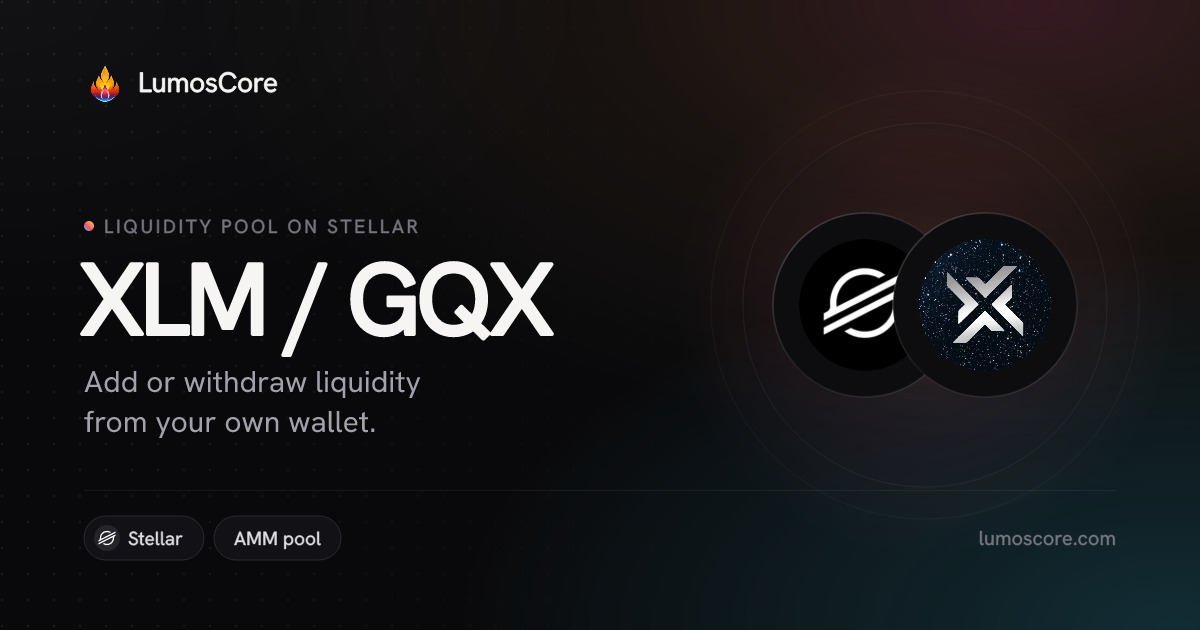 LumosCore
LIQUIDITY POOL ON STELLAR
XLM / GQX
Add or withdraw liquidity
from your own wallet.
Stellar
AMM pool
lumoscore.com